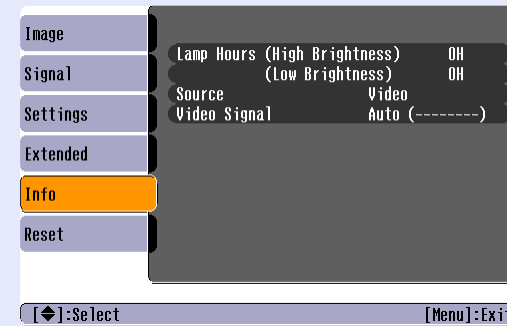 Image
Signal
Settings
Extended
Info
Reset
Lamp Hours (High Brightness) 0H
(Low Brightness) 0H
Source Video
Video Signal Auto (--------)
[◆]:Select [Menu]:Exit